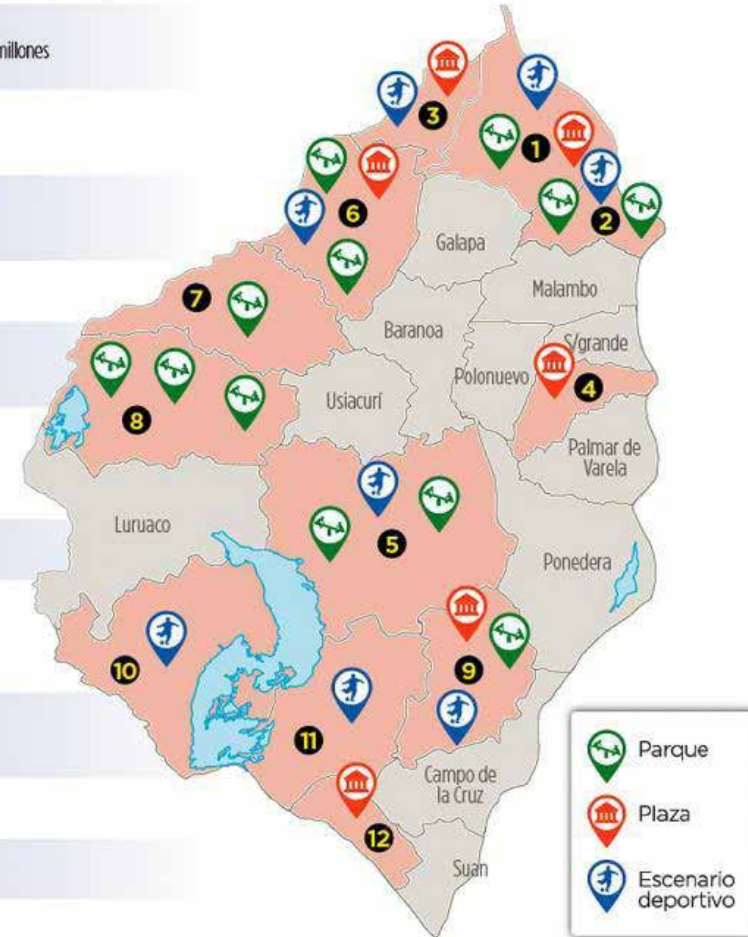 millones
3
1
2
6
Galapa
7
Malambo
Baranoa
S/grande
Polonuevo
4
Usiacurí
8
Palmar de
Varela
Luruaco
5
Ponedera
10
9
11
Campo de
la Cruz
12
Suan
Parque
Plaza
Escenario
deportivo